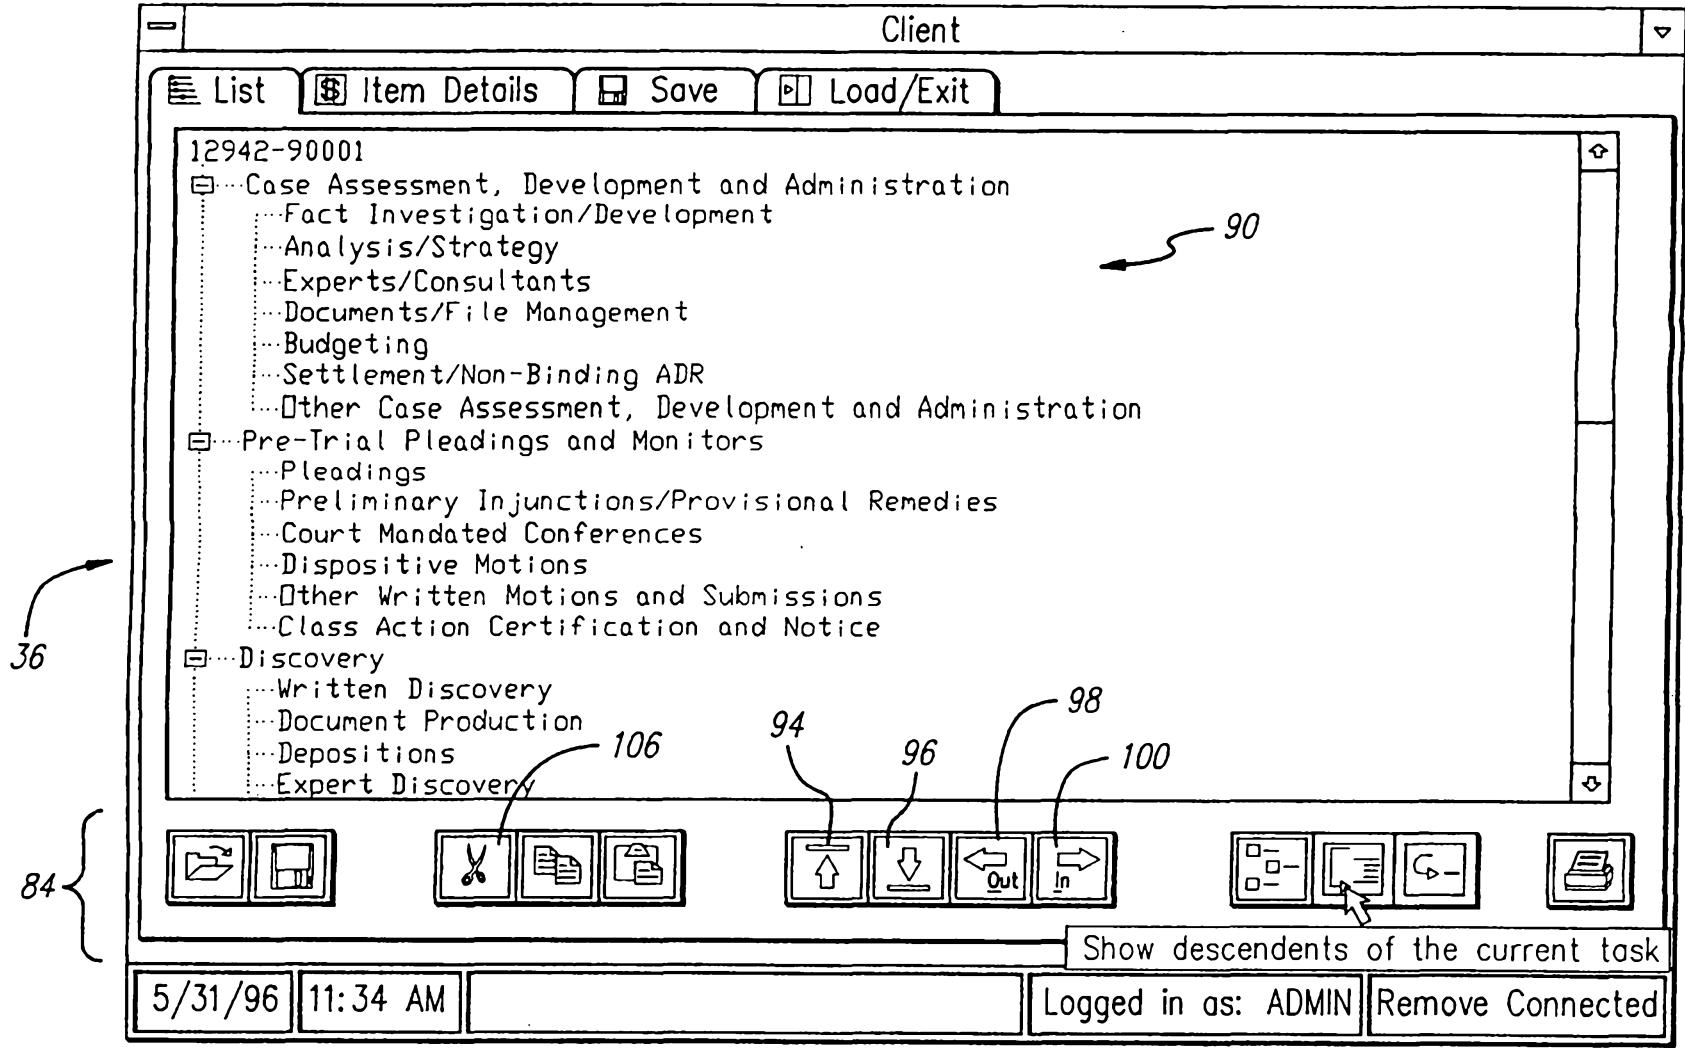 Client
List Item Details Save Load/Exit
12942-90001
Case Assessment, Development and Administration
Fact Investigation/Development
90
Analysis/Strategy
Experts/Consultants
Documents/File Management
Budgeting
Settlement/Non-Binding ADR
Other Case Assessment, Development and Administration
Pre-Trial Pleadings and Monitors
Pleadings
Preliminary Injunctions/Provisional Remedies
Court Mandated Conferences
Dispositive Motions
Other Written Motions and Submissions
Class Action Certification and Notice
36
Discovery
Written Discovery
Document Production
Depositions
Expert Discovery
106 94 96 98 100
84
Out In
Show descendents of the current task
5/31/96 11:34 AM Logged in as: ADMIN Remove Connected